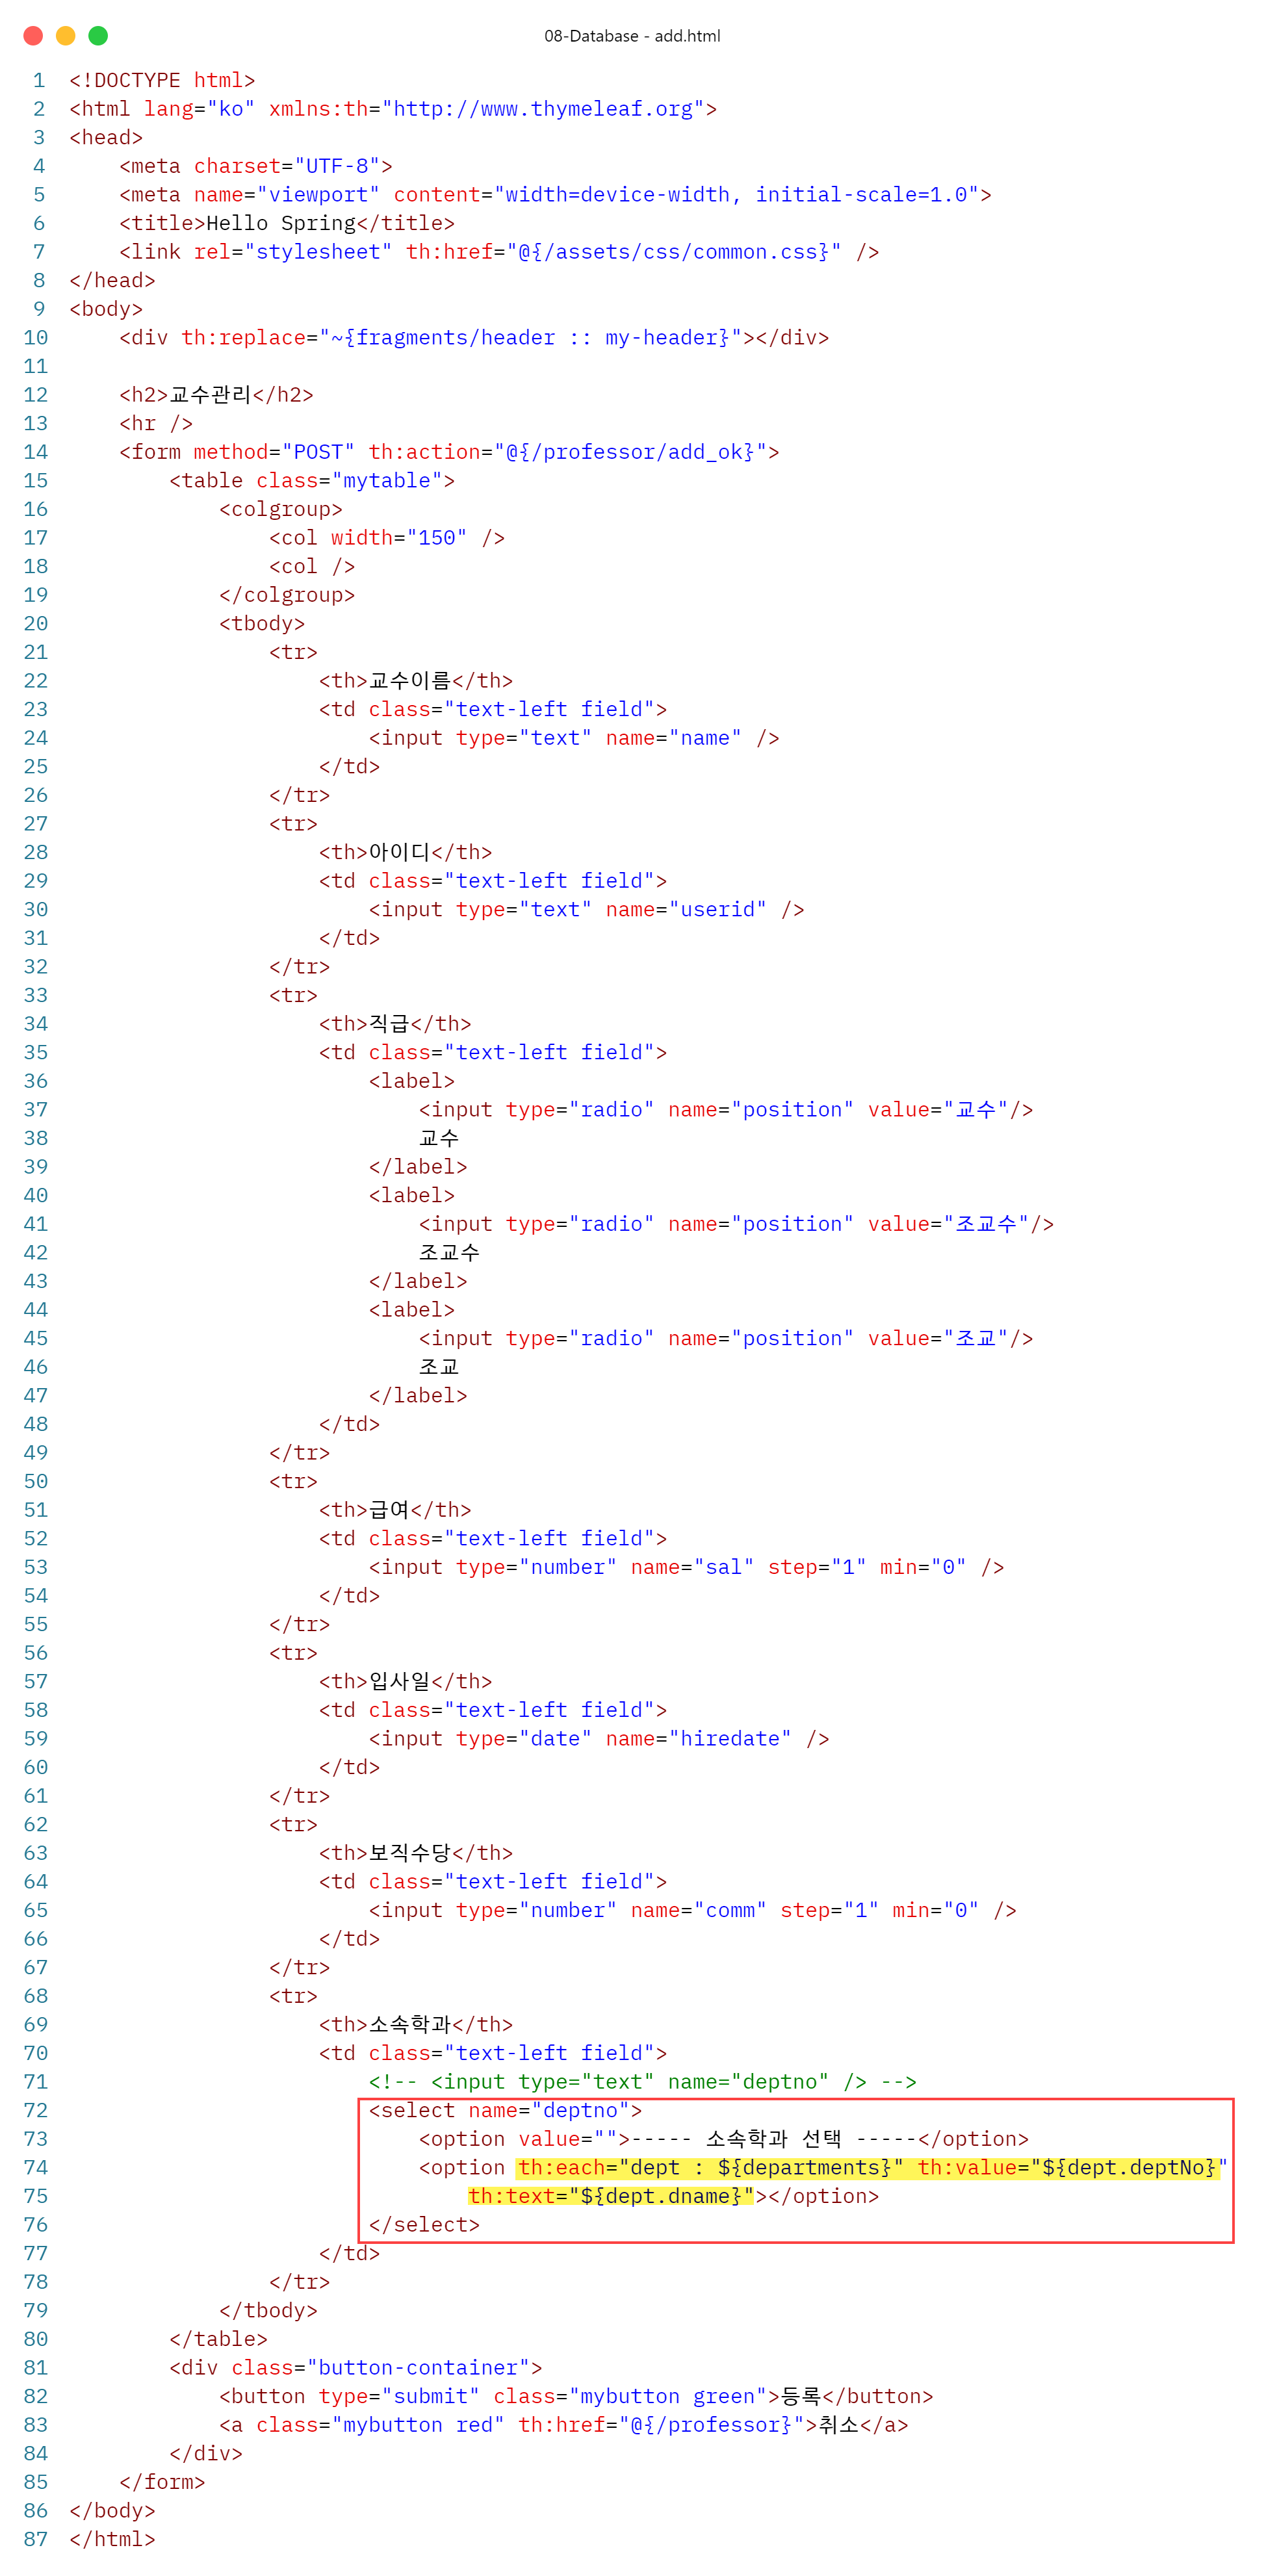 08-Database - add.html
1 <!DOCTYPE html>
2 <html lang="ko" xmlns:th="http://www.thymeleaf.org">
3 <head>
4     <meta charset="UTF-8">
5     <meta name="viewport" content="width=device-width, initial-scale=1.0">
6     <title>Hello Spring</title>
7     <link rel="stylesheet" th:href="@{/assets/css/common.css}" />
8 </head>
9 <body>
10     <div th:replace="~{fragments/header :: my-header}"></div>
11
12     <h2>교수관리</h2>
13     <hr />
14     <form method="POST" th:action="@{/professor/add_ok}">
15         <table class="mytable">
16             <colgroup>
17                 <col width="150" />
18                 <col />
19             </colgroup>
20             <tbody>
21                 <tr>
22                     <th>교수이름</th>
23                     <td class="text-left field">
24                         <input type="text" name="name" />
25                     </td>
26                 </tr>
27                 <tr>
28                     <th>아이디</th>
29                     <td class="text-left field">
30                         <input type="text" name="userid" />
31                     </td>
32                 </tr>
33                 <tr>
34                     <th>직급</th>
35                     <td class="text-left field">
36                         <label>
37                             <input type="radio" name="position" value="교수"/>
38                             교수
39                         </label>
40                         <label>
41                             <input type="radio" name="position" value="조교수"/>
42                             조교수
43                         </label>
44                         <label>
45                             <input type="radio" name="position" value="조교"/>
46                             조교
47                         </label>
48                     </td>
49                 </tr>
50                 <tr>
51                     <th>급여</th>
52                     <td class="text-left field">
53                         <input type="number" name="sal" step="1" min="0" />
54                     </td>
55                 </tr>
56                 <tr>
57                     <th>입사일</th>
58                     <td class="text-left field">
59                         <input type="date" name="hiredate" />
60                     </td>
61                 </tr>
62                 <tr>
63                     <th>보직수당</th>
64                     <td class="text-left field">
65                         <input type="number" name="comm" step="1" min="0" />
66                     </td>
67                 </tr>
68                 <tr>
69                     <th>소속학과</th>
70                     <td class="text-left field">
71                         <!-- <input type="text" name="deptno" /> -->
72                         <select name="deptno">
73                             <option value="">----- 소속학과 선택 -----</option>
74                             <option th:each="dept : ${departments}" th:value="${dept.deptNo}"
75                                 th:text="${dept.dname}"></option>
76                         </select>
77                     </td>
78                 </tr>
79             </tbody>
80         </table>
81         <div class="button-container">
82             <button type="submit" class="mybutton green">등록</button>
83             <a class="mybutton red" th:href="@{/professor}">취소</a>
84         </div>
85     </form>
86 </body>
87 </html>